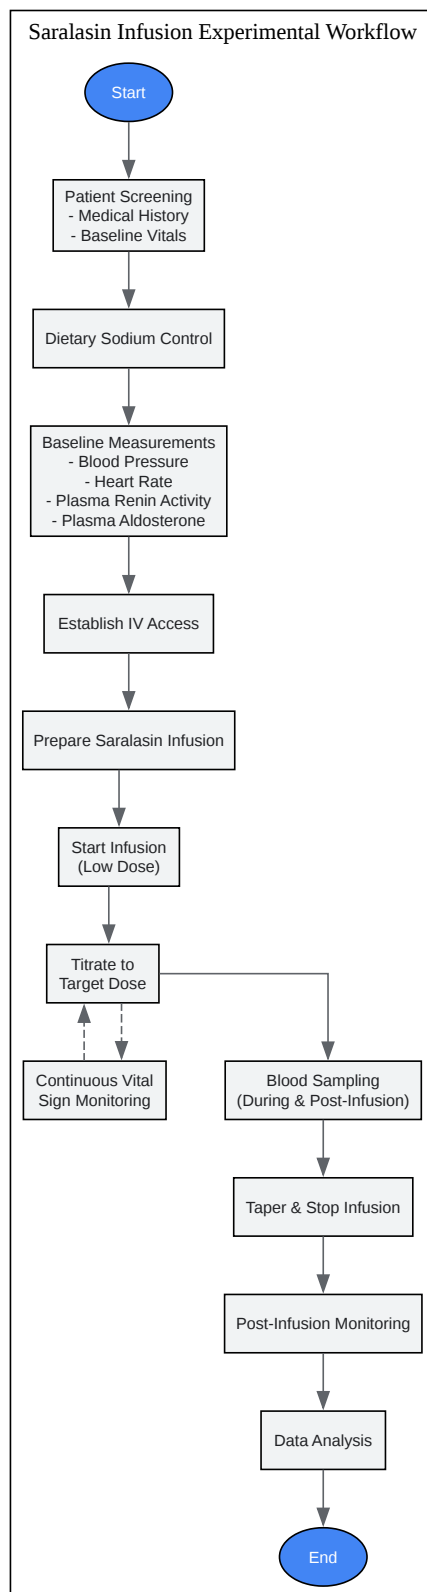 Saralasin Infusion Experimental Workflow
Start
Patient Screening
- Medical History
- Baseline Vitals
Dietary Sodium Control
Baseline Measurements
- Blood Pressure
- Heart Rate
- Plasma Renin Activity
- Plasma Aldosterone
Establish IV Access
Prepare Saralasin Infusion
Start Infusion
(Low Dose)
Titrate to
Target Dose
Continuous Vital
Sign Monitoring
Blood Sampling
(During & Post-Infusion)
Taper & Stop Infusion
Post-Infusion Monitoring
Data Analysis
End